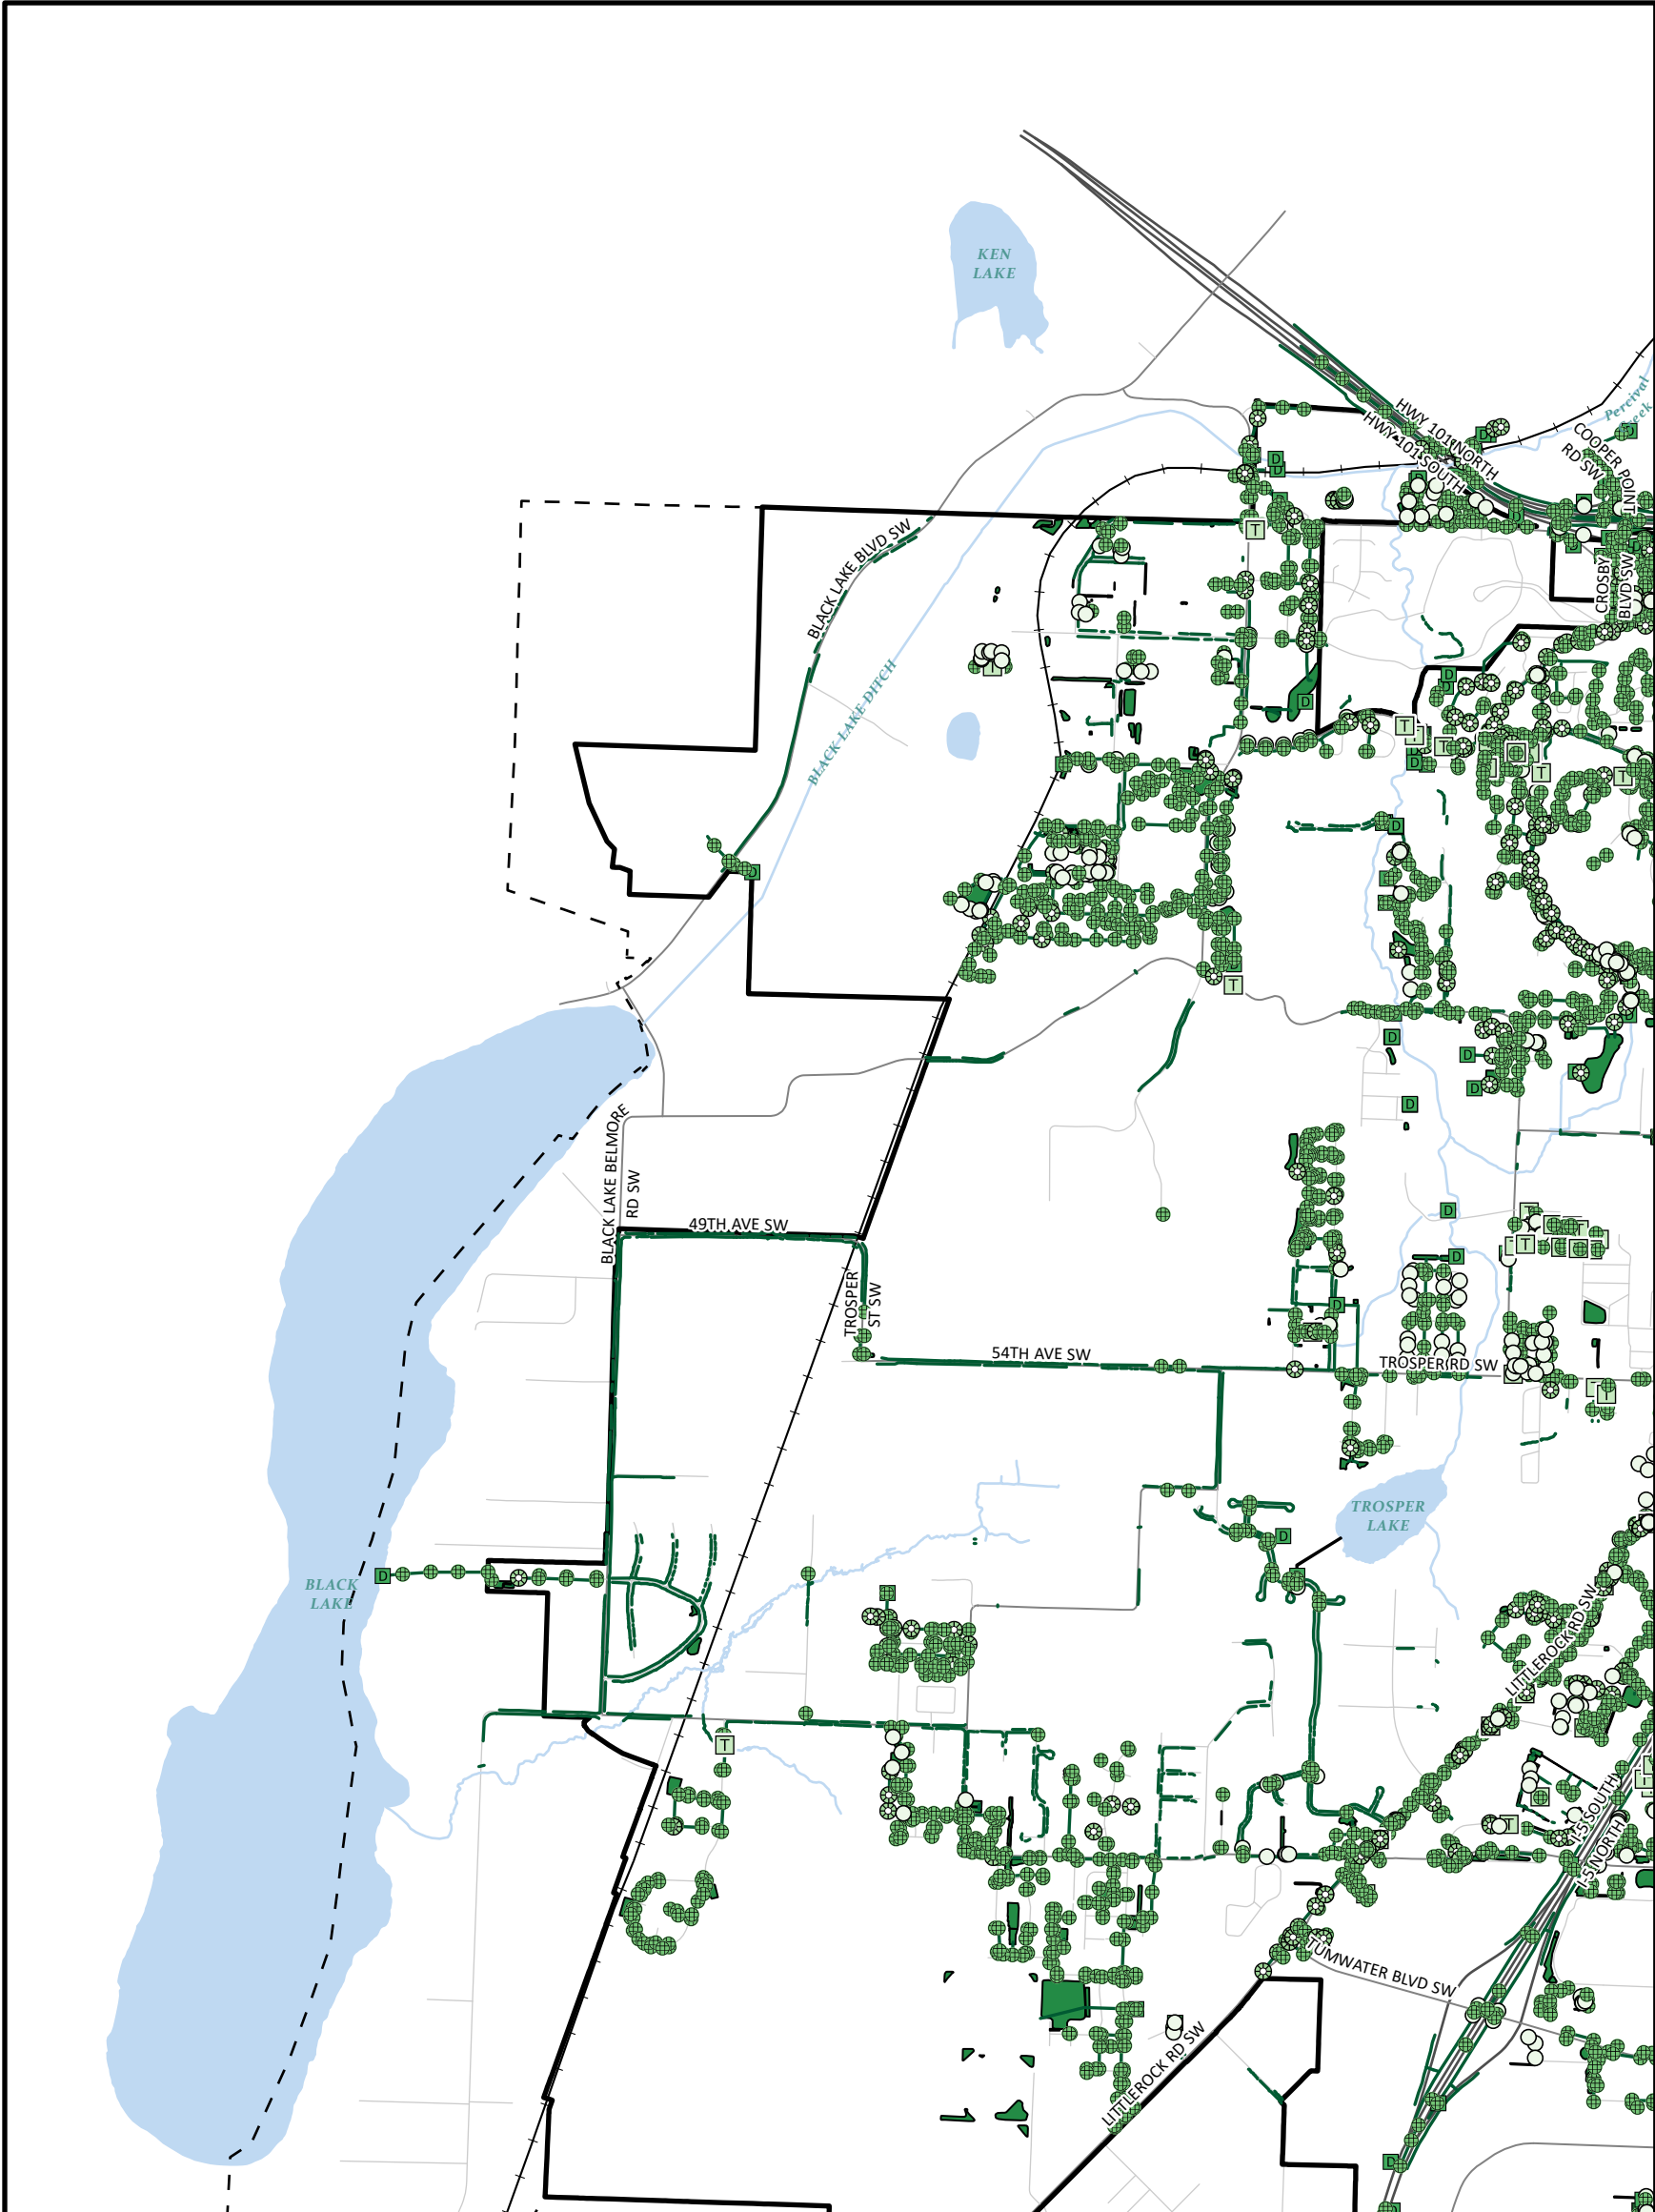 KEN
LAKE
HWY 101 NORTH
HWY 101 SOUTH
Percival
COOPER POINT
RD SW
CROSBY
BLVD SW
BLACK LAKE BLVD SW
BLACK LAKE DITCH
BLACK LAKE BELMORE
RD SW
49TH AVE SW
TROSPER
ST SW
54TH AVE SW
TROSPER RD SW
TROSPER
LAKE
BLACK
LAKE
LITTLEROCK RD SW
I-5 SOUTH
I-5 NORTH
TUMWATER BLVD SW
LITTLEROCK RD SW